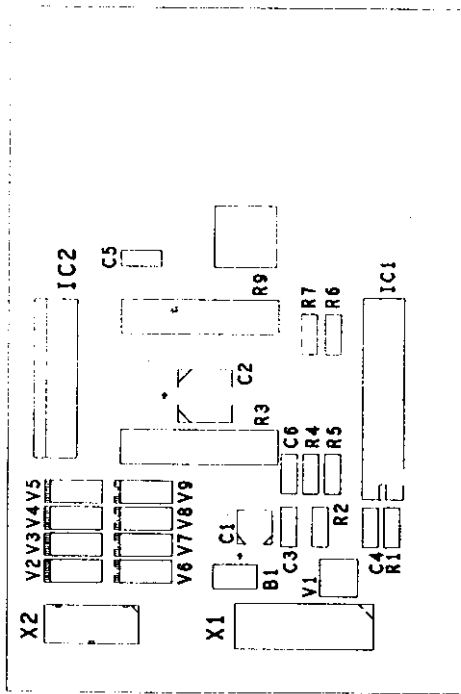 IC2
C5
R9
R7
R6
IC1
C2
R3
C6
R4
R5
V2 V3 V4 V5
V6 V7 V8 V9
C1
+
+
B1
C3
R2
V1
C4
R1
X2
X1